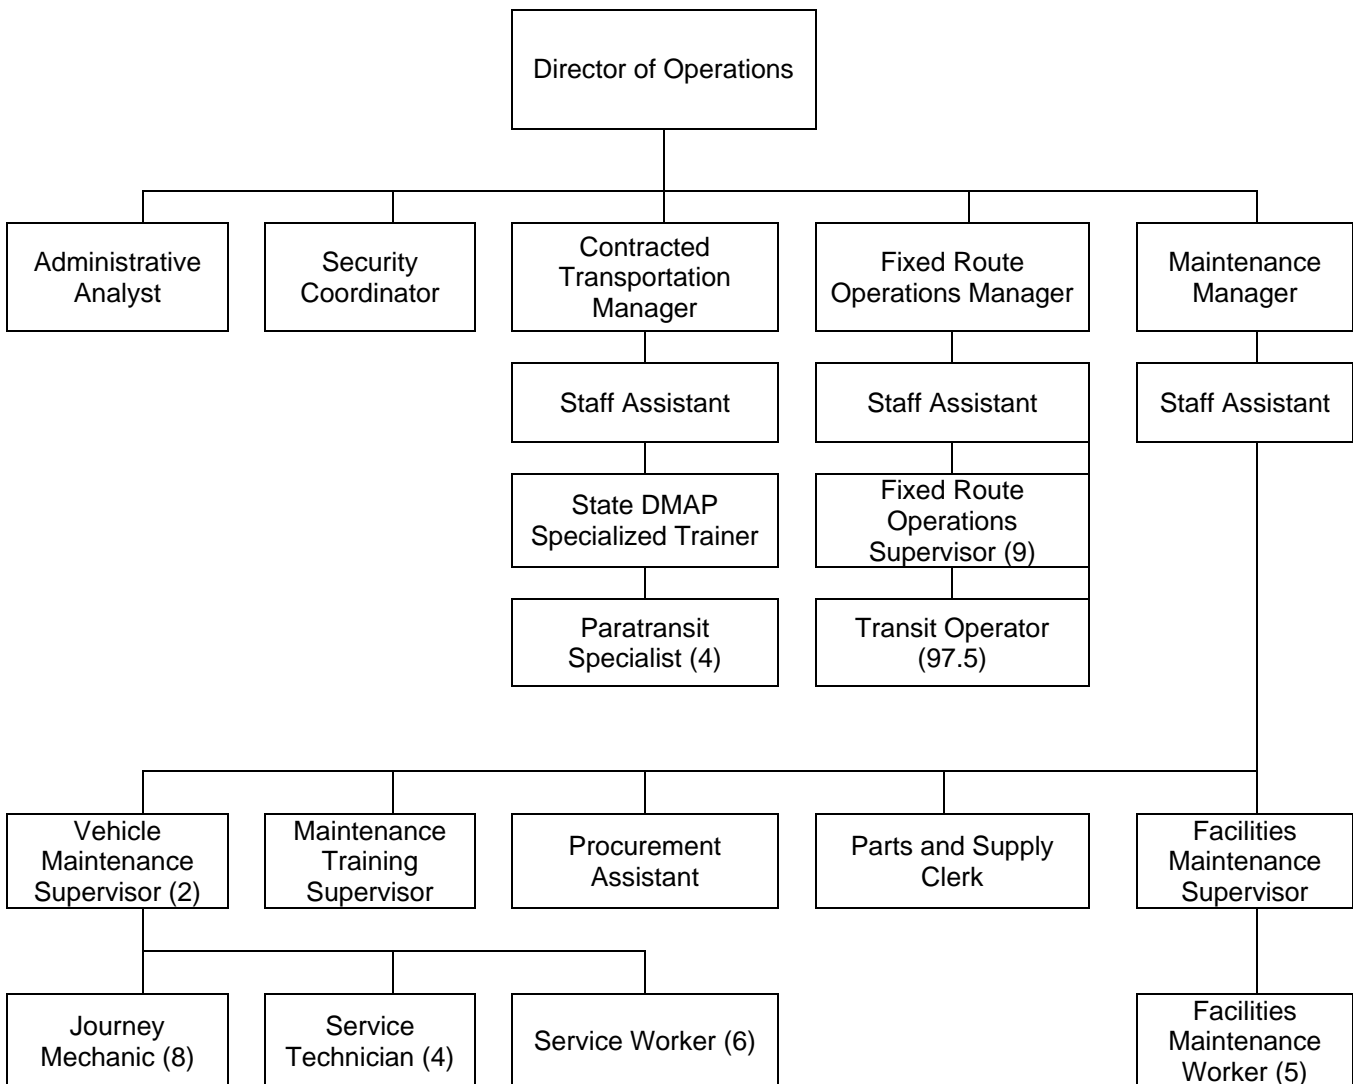 Director of Operations
Administrative
Analyst
Security
Coordinator
Contracted
Transportation
Manager
Fixed Route
Operations Manager
Maintenance
Manager
Staff Assistant
Staff Assistant
Staff Assistant
State DMAP
Specialized Trainer
Fixed Route
Operations
Supervisor (9)
Paratransit
Specialist (4)
Transit Operator
(97.5)
Vehicle
Maintenance
Supervisor (2)
Maintenance
Training
Supervisor
Procurement
Assistant
Parts and Supply
Clerk
Facilities
Maintenance
Supervisor
Journey
Mechanic (8)
Service
Technician (4)
Service Worker (6)
Facilities
Maintenance
Worker (5)